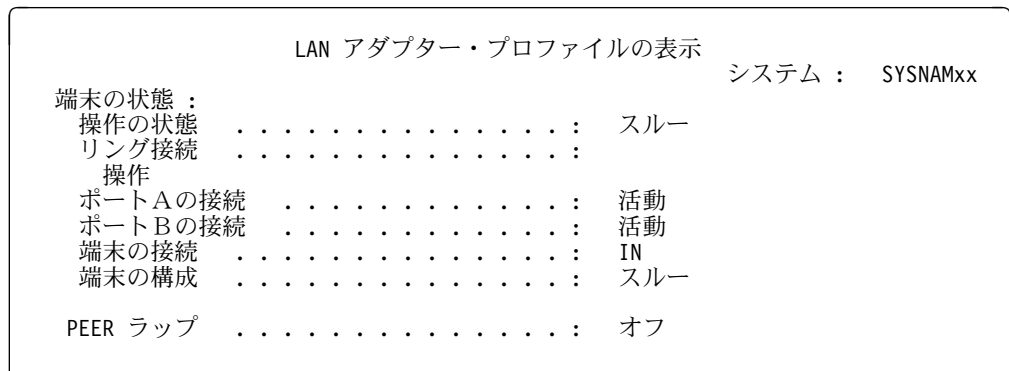 LAN アダプター・プロファイルの表示
システム : SYSNAMxx
端末の状態 :
操作の状態 . . . . . . . . . . . . . . : スルー
リング接続 . . . . . . . . . . . . . . :
操作
ポートＡの接続 . . . . . . . . . . . . : 活動
ポートＢの接続 . . . . . . . . . . . . : 活動
端末の接続 . . . . . . . . . . . . . . : IN
端末の構成 . . . . . . . . . . . . . . : スルー
PEER ラップ . . . . . . . . . . . . . . : オフ